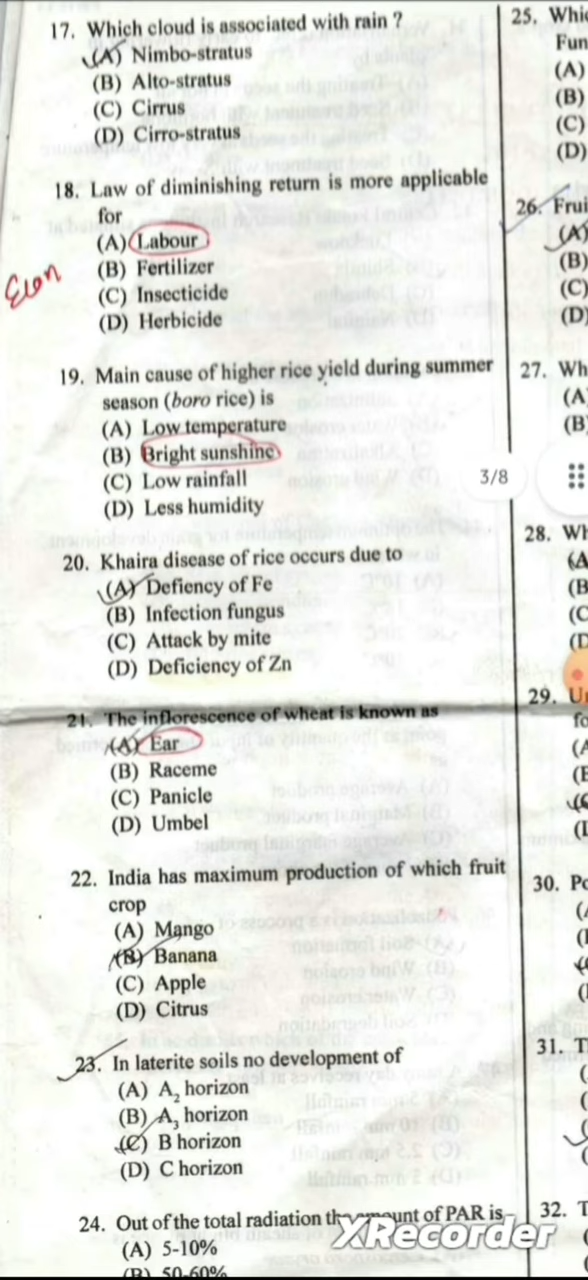 17. Which cloud is associated with rain ?
(A) Nimbo-stratus
(B) Alto-stratus
(C) Cirrus
(D) Cirro-stratus
18. Law of diminishing return is more applicable
for
(A) Labour
(B) Fertilizer
(C) Insecticide
(D) Herbicide
Econ
19. Main cause of higher rice yield during summer
season (boro rice) is
(A) Low temperature
(B) Bright sunshine
(C) Low rainfall
(D) Less humidity
3/8
20. Khaira disease of rice occurs due to
(A) Defiency of Fe
(B) Infection fungus
(C) Attack by mite
(D) Deficiency of Zn
21. The inflorescence of wheat is known as
(A) Ear
(B) Raceme
(C) Panicle
(D) Umbel
22. India has maximum production of which fruit
crop
(A) Mango
(B) Banana
(C) Apple
(D) Citrus
23. In laterite soils no development of
(A) A₂ horizon
(B) A₃ horizon
(C) B horizon
(D) C horizon
24. Out of the total radiation the amount of PAR is
(A) 5-10%
(B) 50-60%
25.
(A)
(B)
(C)
(D)
26.
(A)
(B)
(C)
(D)
27.
(A)
(B)
28.
29.
30.
31.
32.
XRecorder